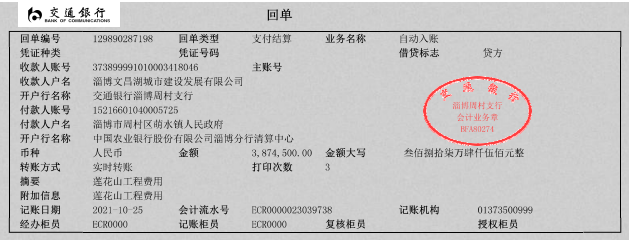 交通银行
BANK OF COMMUNICATIONS
回单
回单编号 129890287198 回单类型 支付结算 业务名称 自动入账
凭证种类 凭证号码 借贷标志 贷方
收款人账号 373899991010003418046 主账号
收款人户名 淄博文昌湖城市建设发展有限公司
开户行名称 交通银行淄博周村支行
付款人账号 15216601040005725
付款人户名 淄博市周村区萌水镇人民政府
开户行名称 中国农业银行股份有限公司淄博分行清算中心
币种 人民币 金额 3,874,500.00 金额大写 叁佰捌拾柒万肆仟伍佰元整
转账方式 实时转账 打印次数 3
摘要 莲花山工程费用
附加信息 莲花山工程费用
记账日期 2021-10-25 会计流水号 ECR0000023039738 记账机构 01373500999
经办柜员 ECR0000 记账柜员 ECR0000 复核柜员 授权柜员
交通银行
淄博周村支行
会计业务章
BFA80274